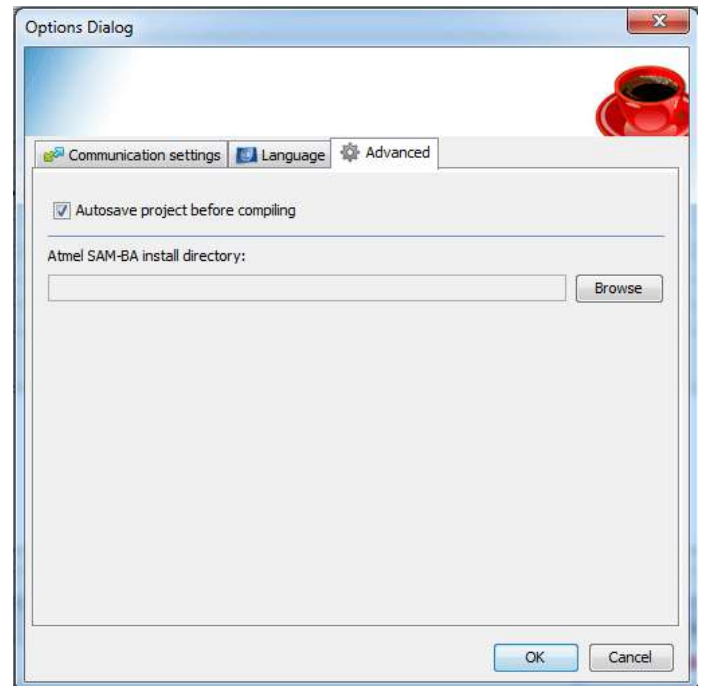 Options Dialog
Communication settings Language Advanced
Autosave project before compiling
Atmel SAM-BA install directory:
Browse
OK Cancel